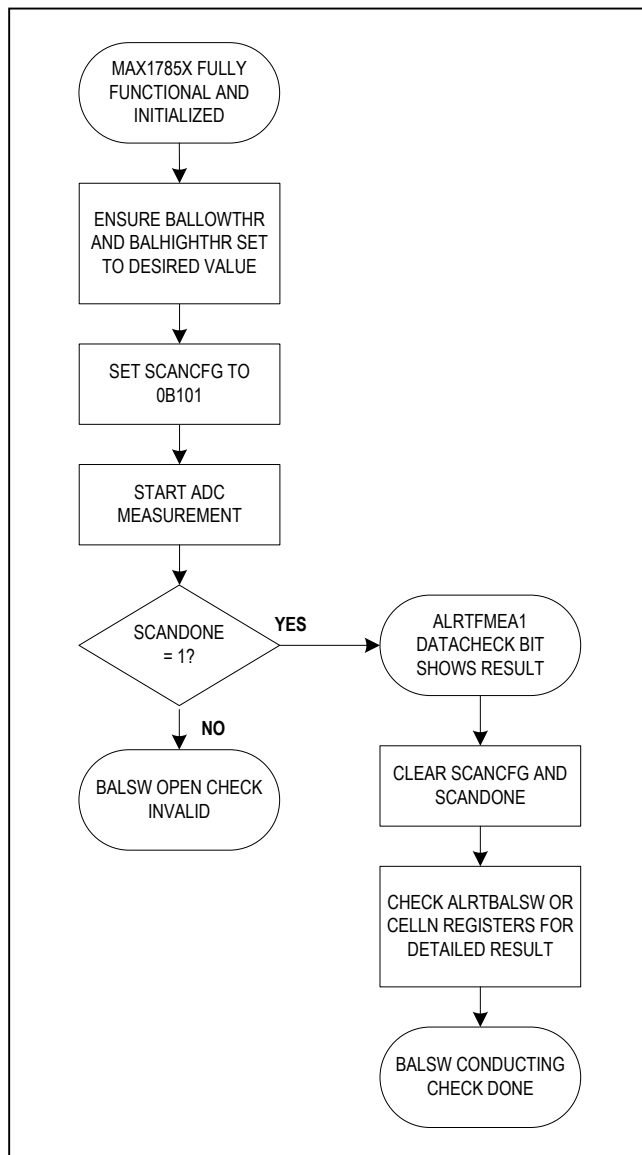 MAX1785X FULLY
FUNCTIONAL AND
INITIALIZED
ENSURE BALLOWTHR
AND BALHIGHTHR SET
TO DESIRED VALUE
SET SCANCFG TO
0B101
START ADC
MEASUREMENT
SCANDONE
= 1?
YES
NO
BALSW OPEN CHECK
INVALID
ALRTFMEA1
DATACHECK BIT
SHOWS RESULT
CLEAR SCANCFG AND
SCANDONE
CHECK ALRTBALSW OR
CELLN REGISTERS FOR
DETAILED RESULT
BALSW CONDUCTING
CHECK DONE